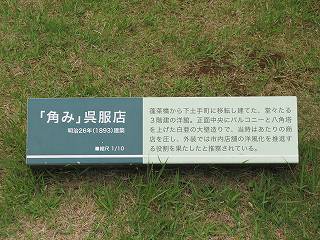 「角み」呉服店
明治26年(1893)建築
■縮尺 1/10
蓬莱橋から下土手町に移転し建てた、堂々たる
3階建の洋館。正面中央にバルコニーと八角塔
を上げた白亜の大壁造りで、当時はあたりの商
店を圧し、外装では市内店舗の洋風化を推進す
る役割を果たしたと推察されている。